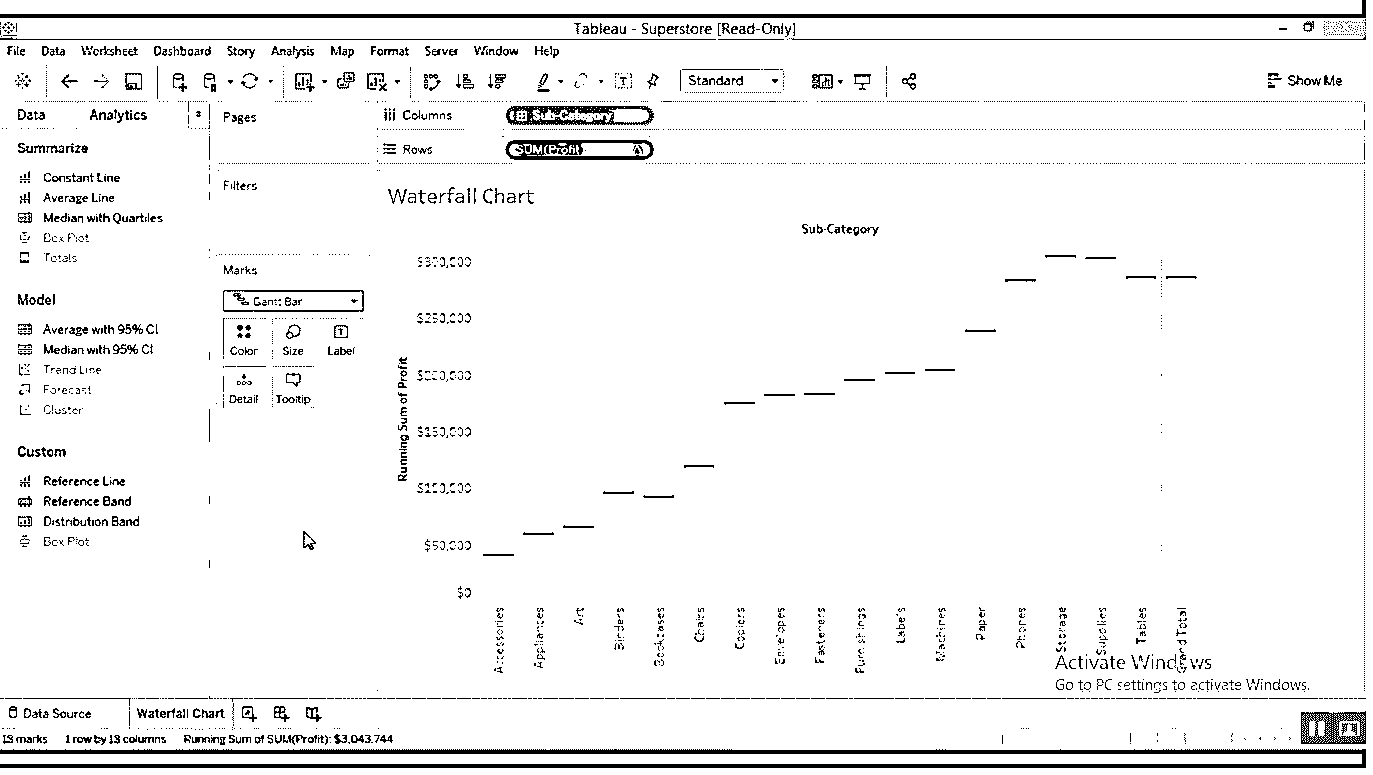 Tableau - Superstore [Read-Only]
File Data Worksheet Dashboard Story Analysis Map Format Server Window Help
Standard
Show Me
Data Analytics
Pages
Columns
Sub-Category
Rows
SUM(Profit)
Summarize
Constant Line
Average Line
Median with Quartiles
Box Plot
Totals
Model
Average with 95% CI
Median with 95% CI
Trend Line
Forecast
Cluster
Custom
Reference Line
Reference Band
Distribution Band
Box Plot
Filters
Marks
Gantt Bar
Color Size Label
Detail Tooltip
Waterfall Chart
Sub-Category
Running Sum of Profit
$300,000
$250,000
$200,000
$150,000
$100,000
$50,000
$0
Accessories
Appliances
Art
Binders
Bookcases
Chairs
Copiers
Envelopes
Fasteners
Furnishings
Labels
Machines
Paper
Phones
Storage
Supplies
Tables
Grand Total
Activate Windows
Go to PC settings to activate Windows.
Data Source Waterfall Chart
marks 1 row by columns Running Sum of SUM(Profit): $3,043,744